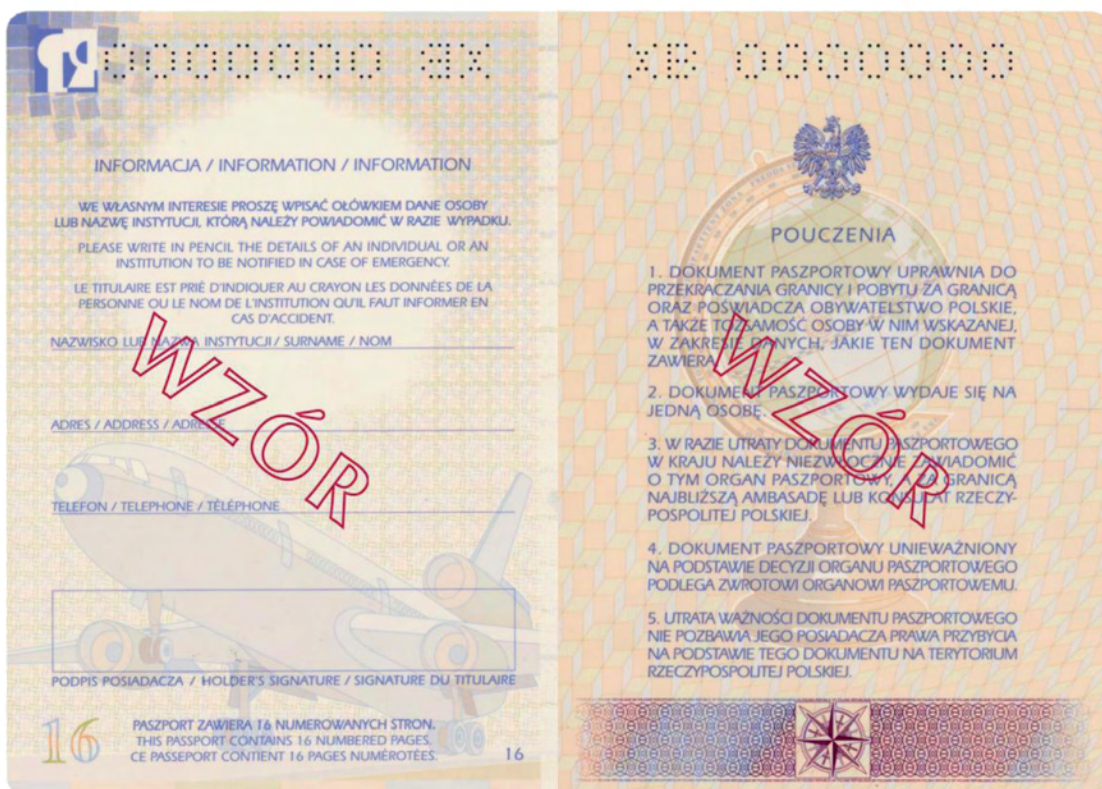 0000000 BX
INFORMACJA / INFORMATION / INFORMATION
WE WŁASNYM INTERESIE PROSZĘ WPISAĆ OŁÓWKIEM DANE OSOBY
LUB NAZWĘ INSTYTUCJI, KTÓRĄ NALEŻY POWIADOMIĆ W RAZIE WYPADKU.
PLEASE WRITE IN PENCIL THE DETAILS OF AN INDIVIDUAL OR AN
INSTITUTION TO BE NOTIFIED IN CASE OF EMERGENCY.
LE TITULAIRE EST PRIÉ D'INDIQUER AU CRAYON LES DONNÉES DE LA
PERSONNE OU LE NOM DE L'INSTITUTION QU'IL FAUT INFORMER EN
CAS D'ACCIDENT.
NAZWISKO LUB NAZWA INSTYTUCJI / SURNAME / NOM
ADRES / ADDRESS / ADRESSE
TELEFON / TELEPHONE / TÉLÉPHONE
WZÓR
PODPIS POSIADACZA / HOLDER'S SIGNATURE / SIGNATURE DU TITULAIRE
16
PASZPORT ZAWIERA 16 NUMEROWANYCH STRON.
THIS PASSPORT CONTAINS 16 NUMBERED PAGES.
CE PASSEPORT CONTIENT 16 PAGES NUMÉROTÉES.
16
XB 0000000
POUCZENIA
1. DOKUMENT PASZPORTOWY UPRAWNIA DO
PRZEKRACZANIA GRANICY I POBYTU ZA GRANICĄ
ORAZ POŚWIADCZA OBYWATELSTWO POLSKIE,
A TAKŻE TOŻSAMOŚĆ OSOBY W NIM WSKAZANEJ,
W ZAKRESIE DANYCH, JAKIE TEN DOKUMENT
ZAWIERA.
2. DOKUMENT PASZPORTOWY WYDAJE SIĘ NA
JEDNĄ OSOBĘ.
3. W RAZIE UTRATY DOKUMENTU PASZPORTOWEGO
W KRAJU NALEŻY NIEZWŁOCZNIE ZAWIADOMIĆ
O TYM ORGAN PASZPORTOWY, A ZA GRANICĄ
NAJBLIŻSZĄ AMBASADĘ LUB KONSULAT RZECZY-
POSPOLITEJ POLSKIEJ.
4. DOKUMENT PASZPORTOWY UNIEWAŻNIONY
NA PODSTAWIE DECYZJI ORGANU PASZPORTOWEGO
PODLEGA ZWROTOWI ORGANOWI PASZPORTOWEMU.
5. UTRATA WAŻNOŚCI DOKUMENTU PASZPORTOWEGO
NIE POZBAWIA JEGO POSIADACZA PRAWA PRZYBYCIA
NA PODSTAWIE TEGO DOKUMENTU NA TERYTORIUM
RZECZYPOSPOLITEJ POLSKIEJ.
WZÓR